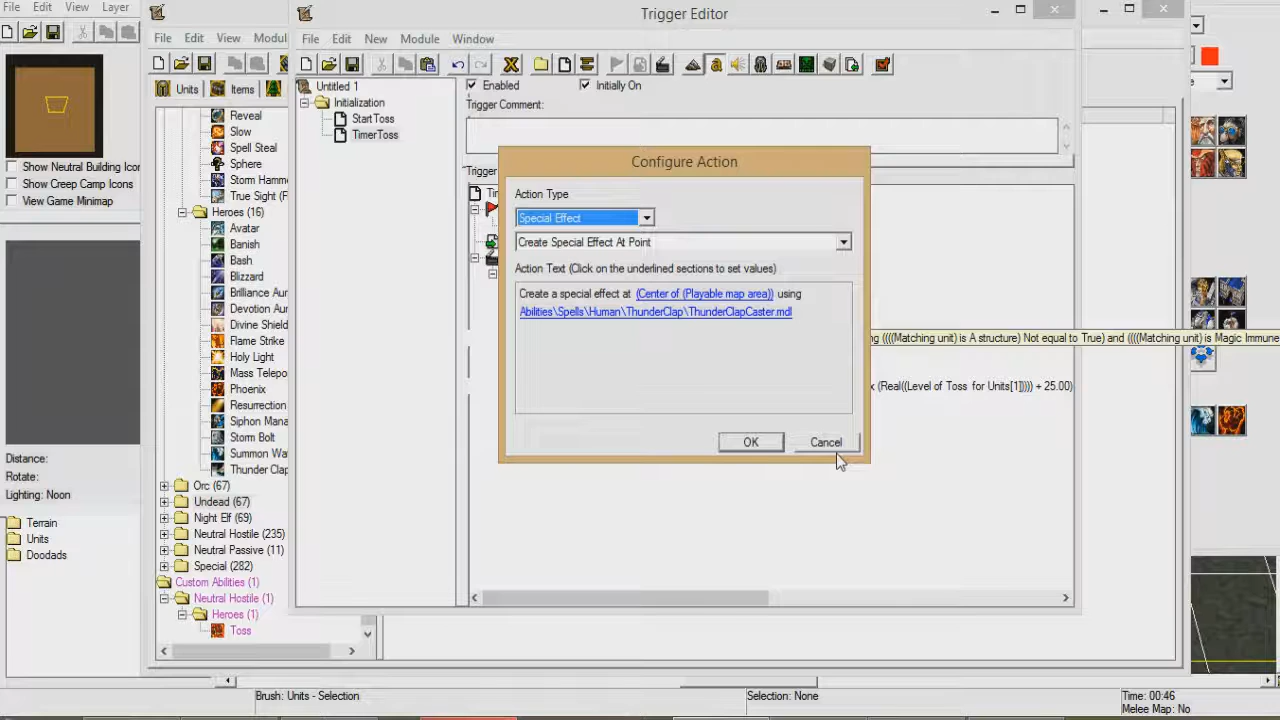 File Edit View Layer
Show Neutral Building Icon
Show Creep Camp Icons
View Game Minimap
Distance:
Rotate:
Lighting: Noon
Terrain
Units
Doodads
File Edit View Modul
Units Items
Reveal
Slow
Spell Steal
Sphere
Storm Hamme
True Sight (F
Heroes (16)
Avatar
Banish
Bash
Blizzard
Brilliance Aur
Devotion Aur
Divine Shield
Flame Strike
Holy Light
Mass Telepo
Phoenix
Resurrection
Siphon Mana
Storm Bolt
Summon Wa
Thunder Clap
Orc (67)
Undead (67)
Night Elf (69)
Neutral Hostile (235)
Neutral Passive (11)
Special (282)
Custom Abilities (1)
Neutral Hostile (1)
Heroes (1)
Toss
Trigger Editor
File Edit New Module Window
Untitled 1
Initialization
StartToss
TimerToss
Enabled
Initially On
Trigger Comment:
Trigger
Tim
Configure Action
Action Type
Special Effect
Create Special Effect At Point
Action Text (Click on the underlined sections to set values)
Create a special effect at (Center of (Playable map area)) using
Abilities\Spells\Human\ThunderClap\ThunderClapCaster.mdl
OK Cancel
ng ((((Matching unit) is A structure) Not equal to True) and ((((Matching unit) is Magic Immune
x (Real((Level of Toss for Units[1]))) + 25.00)
Brush: Units - Selection
Selection: None
Time: 00:46
Melee Map: No